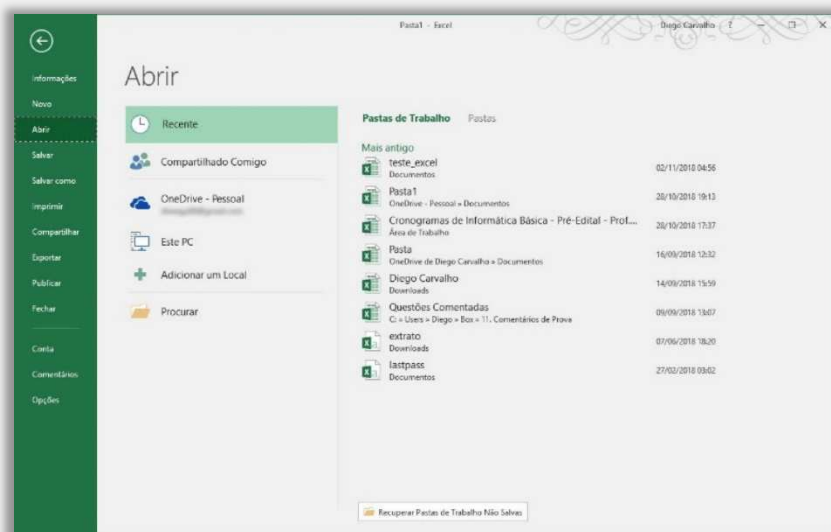 Pasta1 - Excel
Diego Carvalho ?
Abrir
Informações
Novo
Abrir
Salvar
Salvar como
Imprimir
Compartilhar
Exportar
Publicar
Fechar
Conta
Comentários
Opções
Recente
Compartilhado Comigo
OneDrive - Pessoal
Este PC
Adicionar um Local
Procurar
Pastas de Trabalho Pastas
Mais antigo
teste_excel
Documentos
02/11/2018 04:56
Pasta1
OneDrive - Pessoal » Documentos
28/10/2018 19:13
Cronogramas de Informática Básica - Pré-Edital - Prof....
Área de Trabalho
28/10/2018 17:37
Pasta
OneDrive de Diego Carvalho » Documentos
16/09/2018 12:32
Diego Carvalho
Downloads
14/09/2018 15:59
Questões Comentadas
C: » Users » Diego » Box » 11. Comentários de Prova
09/09/2018 13:07
extrato
Downloads
07/06/2018 18:20
lastpass
Documentos
27/02/2018 03:02
Recuperar Pastas de Trabalho Não Salvas